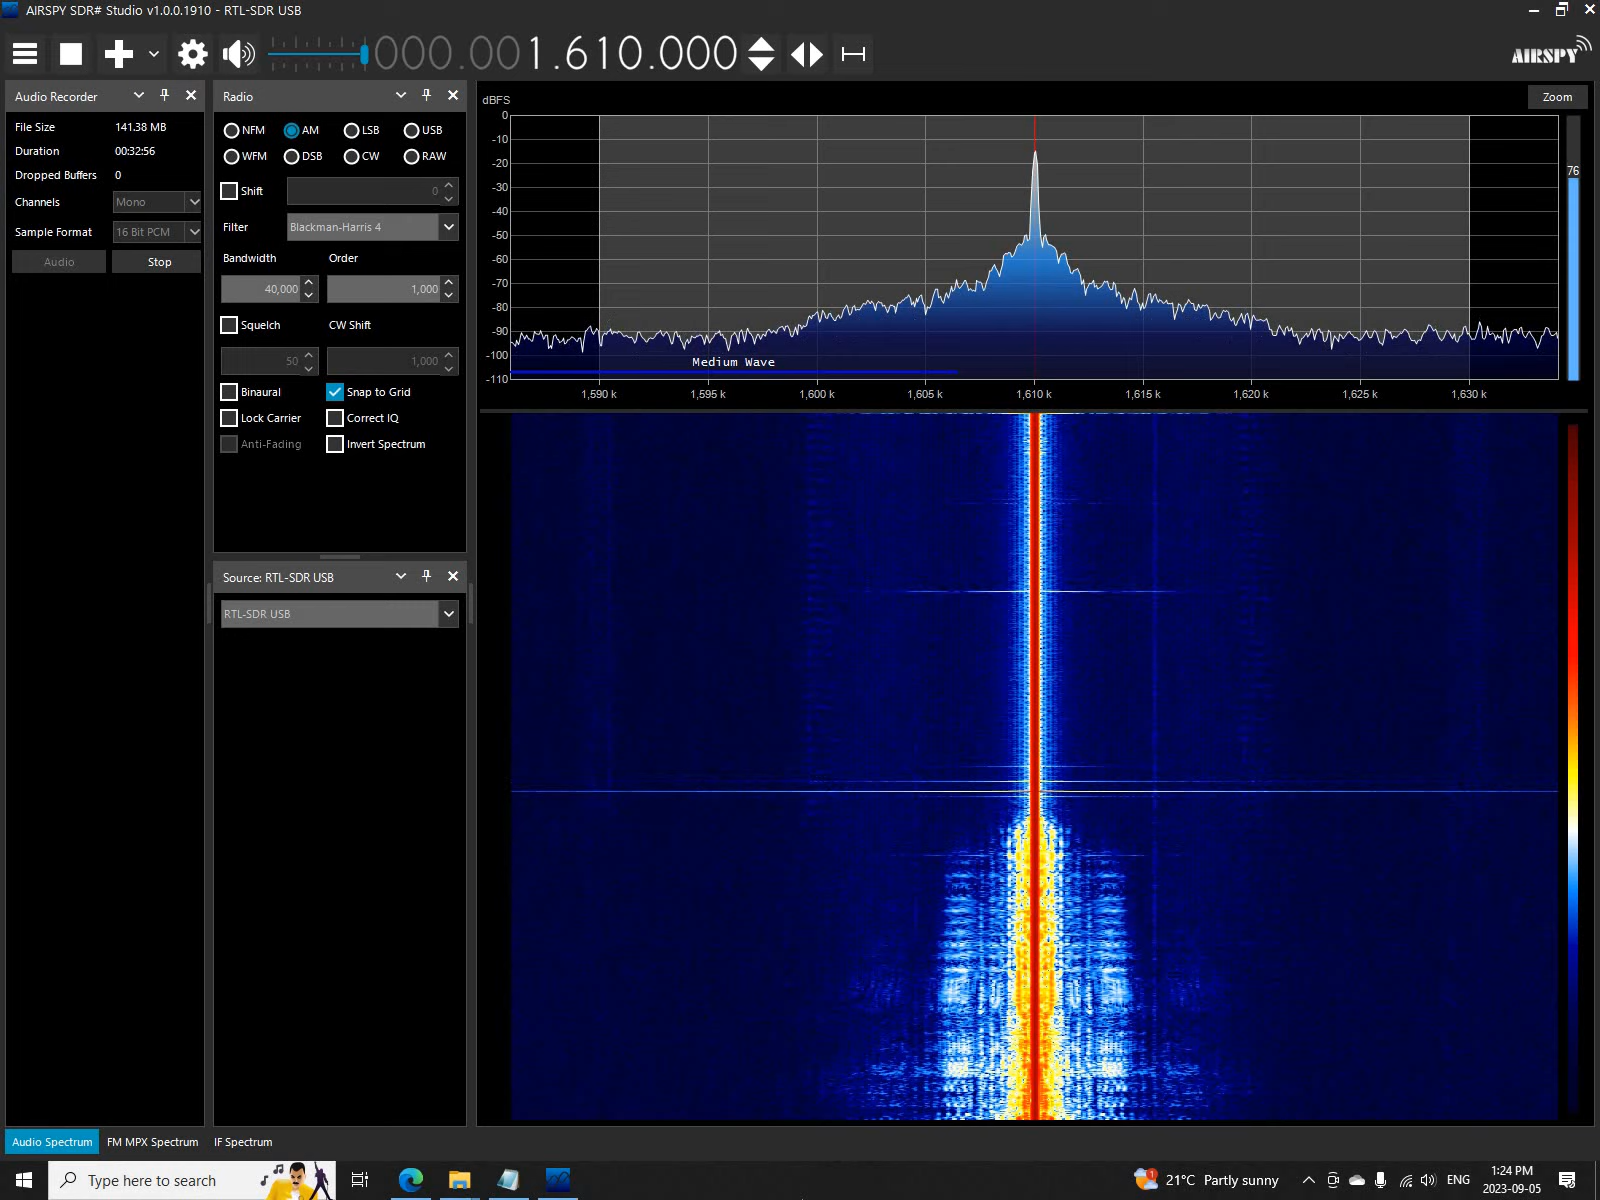 AIRSPY SDR# Studio v1.0.0.1910 - RTL-SDR USB
000.001.610.000
AIRSPY
Audio Recorder
File Size 141.38 MB
Duration 00:32:56
Dropped Buffers 0
Channels Mono
Sample Format 16 Bit PCM
Audio Stop
Radio
NFM AM LSB USB
WFM DSB CW RAW
Shift 0
Filter Blackman-Harris 4
Bandwidth Order
40,000 1,000
Squelch CW Shift
50 1,000
Binaural Snap to Grid
Lock Carrier Correct IQ
Anti-Fading Invert Spectrum
Source: RTL-SDR USB
RTL-SDR USB
dBFS
Zoom
0
-10
-20
-30
-40
-50
-60
-70
-80
-90
-100
-110
76
Medium Wave
1,590 k 1,595 k 1,600 k 1,605 k 1,610 k 1,615 k 1,620 k 1,625 k 1,630 k
Audio Spectrum FM MPX Spectrum IF Spectrum
Type here to search
1
21°C Partly sunny
ENG
1:24 PM
2023-09-05